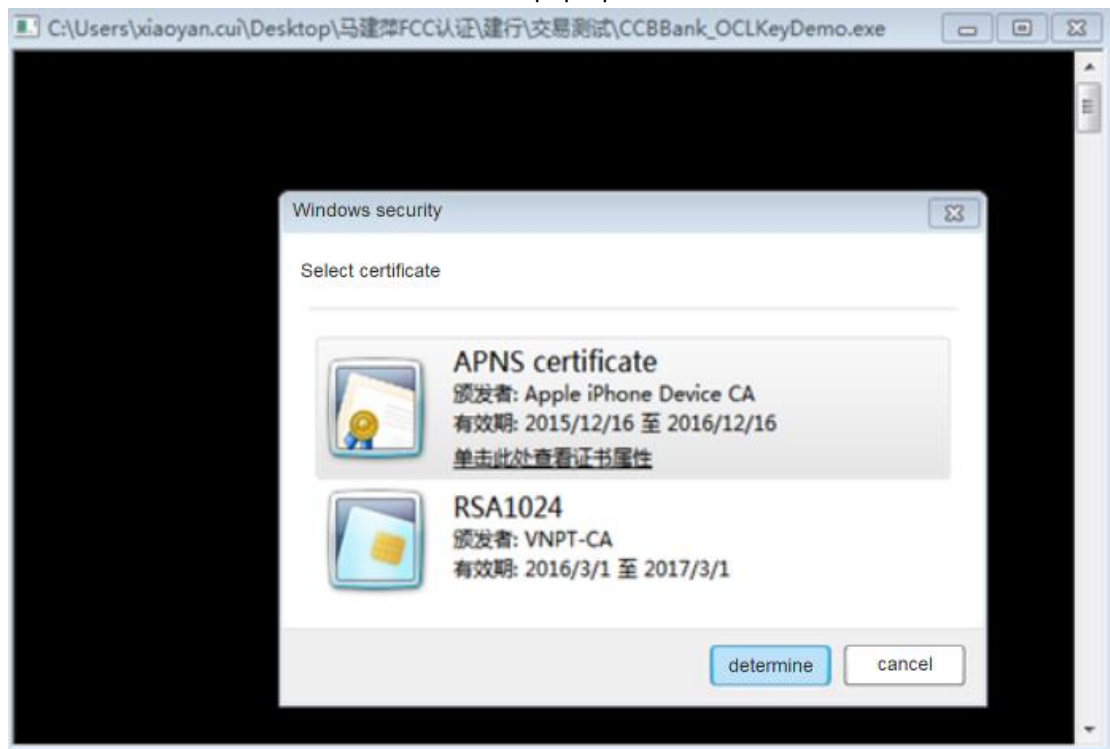 C:\Users\xiaoyan.cui\Desktop\马建萍FCC认证\建行\交易测试\CCBBank_OCLKeyDemo.exe
Windows security
Select certificate
APNS certificate
颁发者: Apple iPhone Device CA
有效期: 2015/12/16 至 2016/12/16
单击此处查看证书属性
RSA1024
颁发者: VNPT-CA
有效期: 2016/3/1 至 2017/3/1
determine
cancel